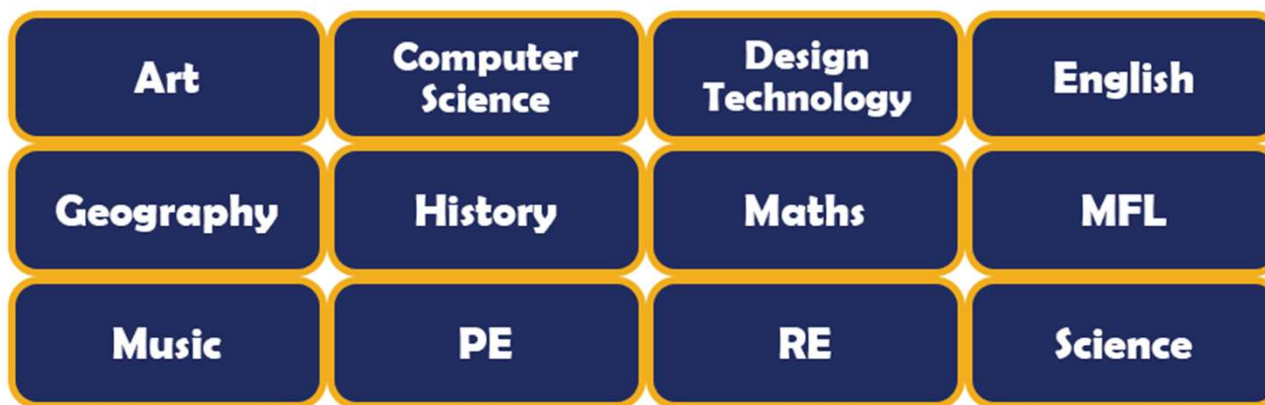 Art
Computer
Science
Design
Technology
English
Geography
History
Maths
MFL
Music
PE
RE
Science